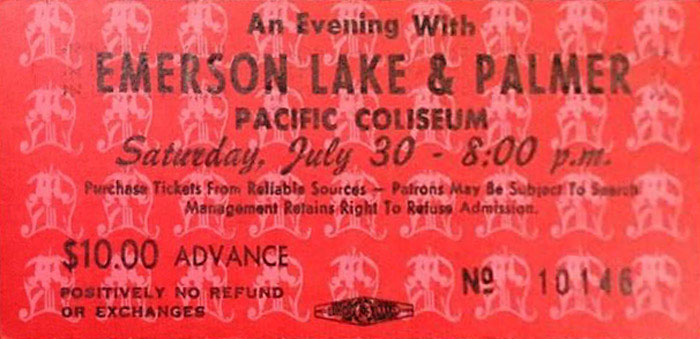 An Evening With
EMERSON LAKE & PALMER
PACIFIC COLISEUM
Saturday, July 30 - 8:00 p.m.
Purchase Tickets From Reliable Sources — Patrons May Be Subject To Search
Management Retains Right To Refuse Admission.
$10.00 ADVANCE
Nº 10146
POSITIVELY NO REFUND
OR EXCHANGES